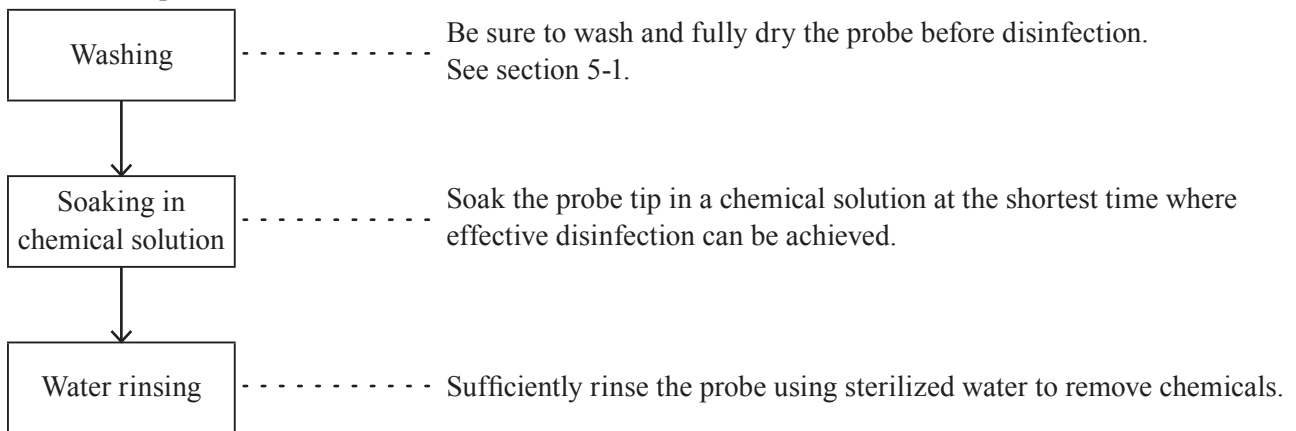 Washing
Be sure to wash and fully dry the probe before disinfection.
See section 5-1.
Soaking in
chemical solution
Soak the probe tip in a chemical solution at the shortest time where
effective disinfection can be achieved.
Water rinsing
Sufficiently rinse the probe using sterilized water to remove chemicals.